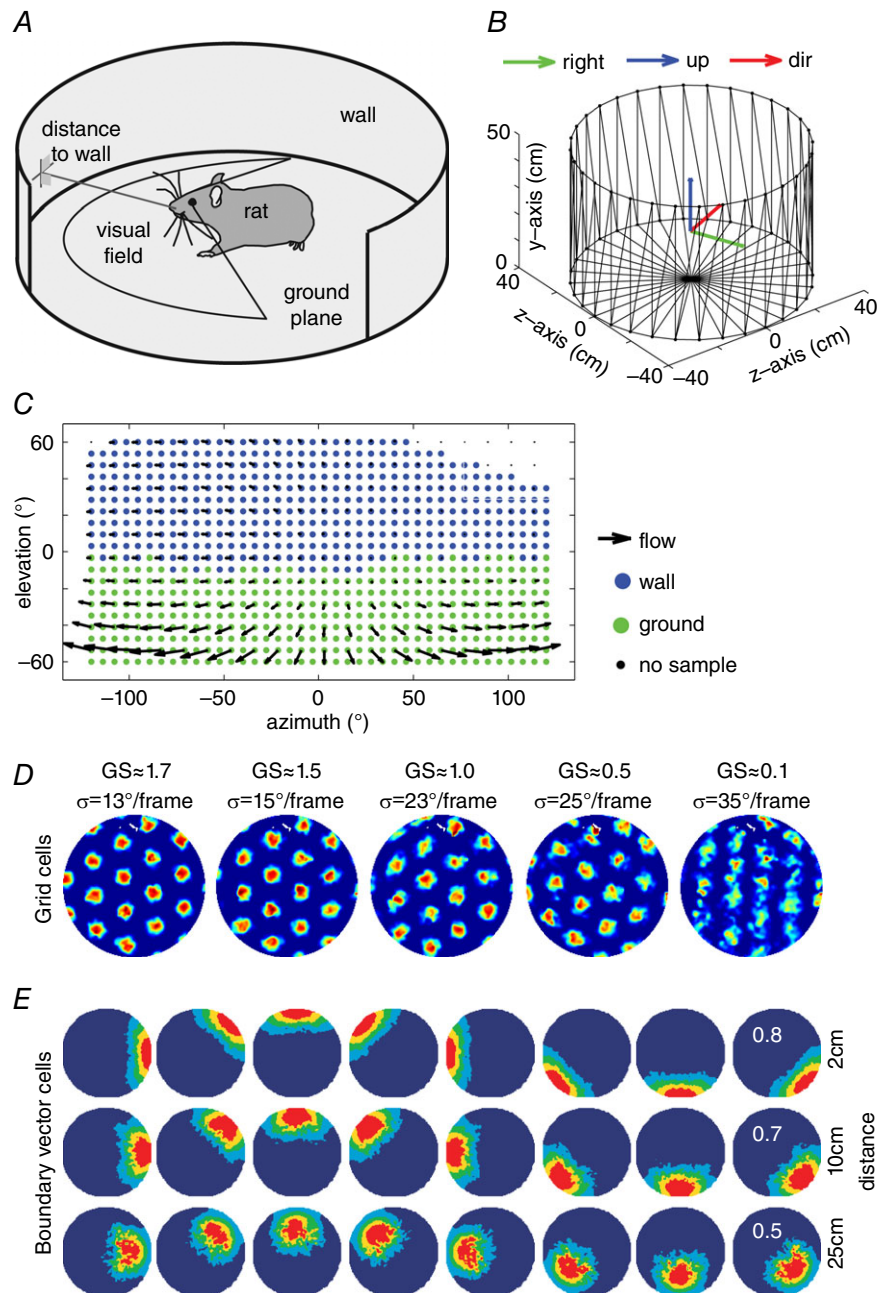 A
wall
distance
to wall
rat
visual
field
ground
plane
B
right up dir
50
y–axis (cm)
0
40
z–axis (cm)
0
–40
–40
0
40
z–axis (cm)
C
60
0
–60
elevation (°)
–100 –50 0 50 100
azimuth (°)
flow
wall
ground
no sample
D
GS≈1.7 GS≈1.5 GS≈1.0 GS≈0.5 GS≈0.1
σ=13°/frame σ=15°/frame σ=23°/frame σ=25°/frame σ=35°/frame
Grid cells
E
Boundary vector cells
0.8
2cm
0.7
10cm
0.5
25cm
distance